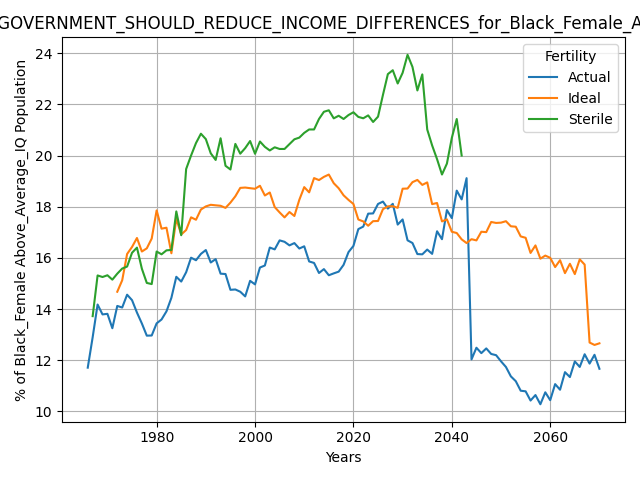 GOVERNMENT_SHOULD_REDUCE_INCOME_DIFFERENCES_for_Black_Female_A
% of Black_Female Above_Average_IQ Population
24
22
20
18
16
14
12
10
Fertility
Actual
Ideal
Sterile
1980
2000
2020
2040
2060
Years